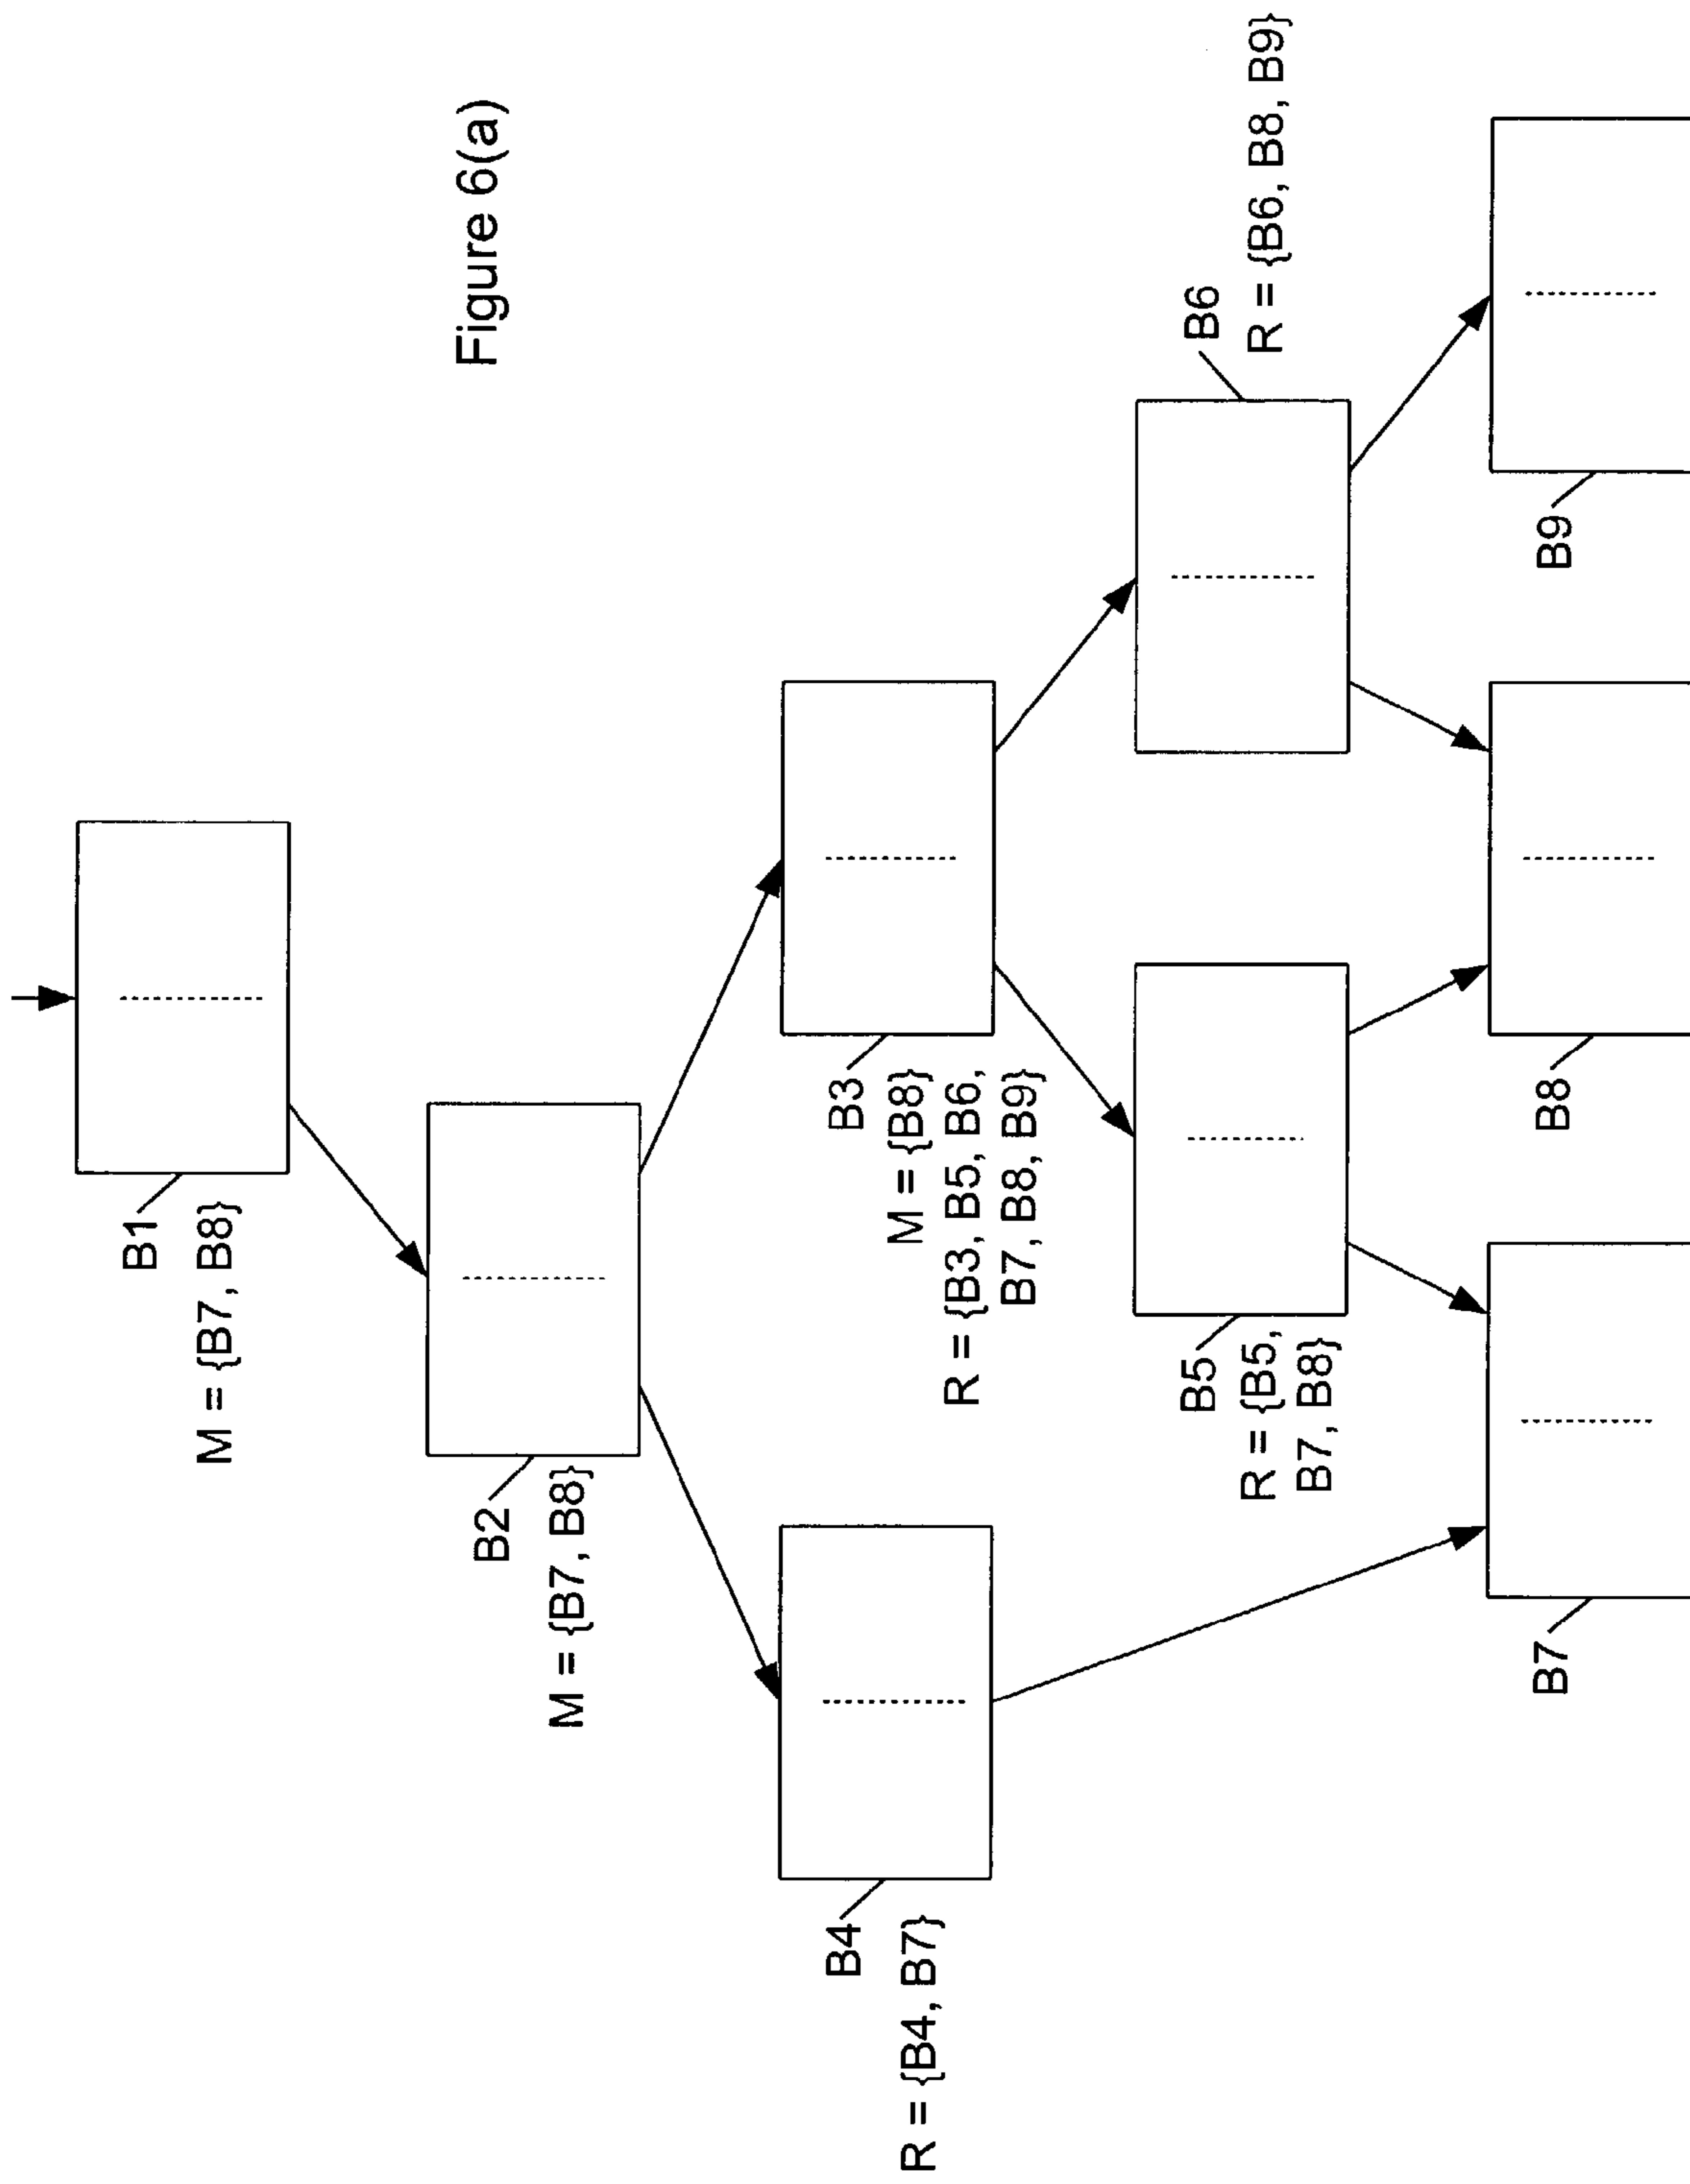 Figure 6(a)
B1
M = {B7, B8}
B2
M = {B7, B8}
B4
R = {B4, B7}
B3
M = {B8}
R = {B3, B5, B6,
B7, B8, B9}
B5
R = {B5,
B7, B8}
B6
R = {B6, B8, B9}
B7
B8
B9